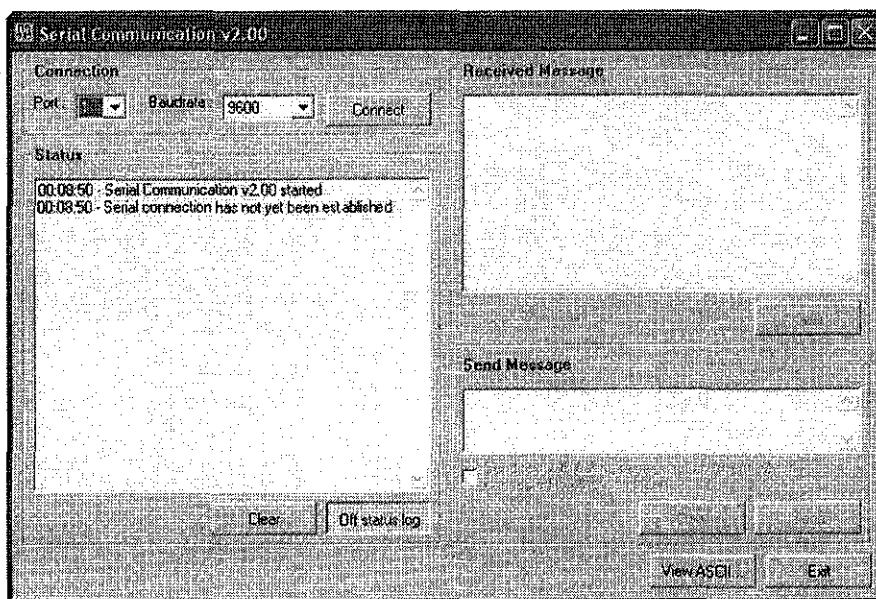 Serial Communication v2.00
Connection
Port: Baudrate: 9600 Connect
Status
00:08:50 - Serial Communication v2.00 started
00:08:50 - Serial connection has not yet been established
Clear Off status log
Received Message
Send Message
View ASCII... Exit